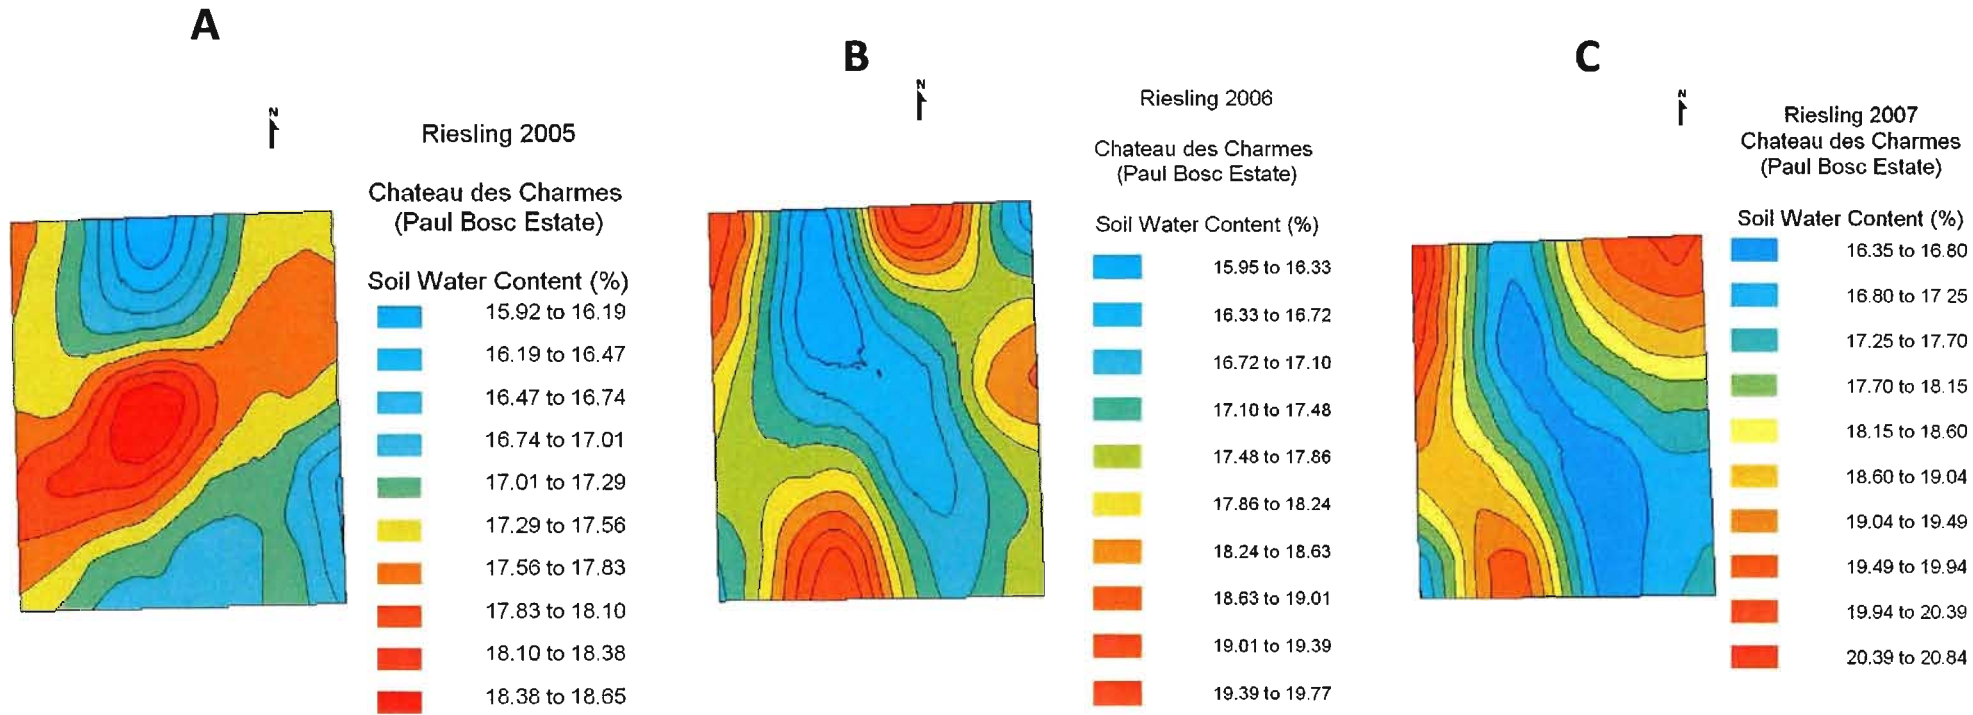 A
N
Riesling 2005
Chateau des Charmes
(Paul Bosc Estate)
Soil Water Content (%)
15.92 to 16.19
16.19 to 16.47
16.47 to 16.74
16.74 to 17.01
17.01 to 17.29
17.29 to 17.56
17.56 to 17.83
17.83 to 18.10
18.10 to 18.38
18.38 to 18.65
B
N
Riesling 2006
Chateau des Charmes
(Paul Bosc Estate)
Soil Water Content (%)
15.95 to 16.33
16.33 to 16.72
16.72 to 17.10
17.10 to 17.48
17.48 to 17.86
17.86 to 18.24
18.24 to 18.63
18.63 to 19.01
19.01 to 19.39
19.39 to 19.77
C
N
Riesling 2007
Chateau des Charmes
(Paul Bosc Estate)
Soil Water Content (%)
16.35 to 16.80
16.80 to 17.25
17.25 to 17.70
17.70 to 18.15
18.15 to 18.60
18.60 to 19.04
19.04 to 19.49
19.49 to 19.94
19.94 to 20.39
20.39 to 20.84